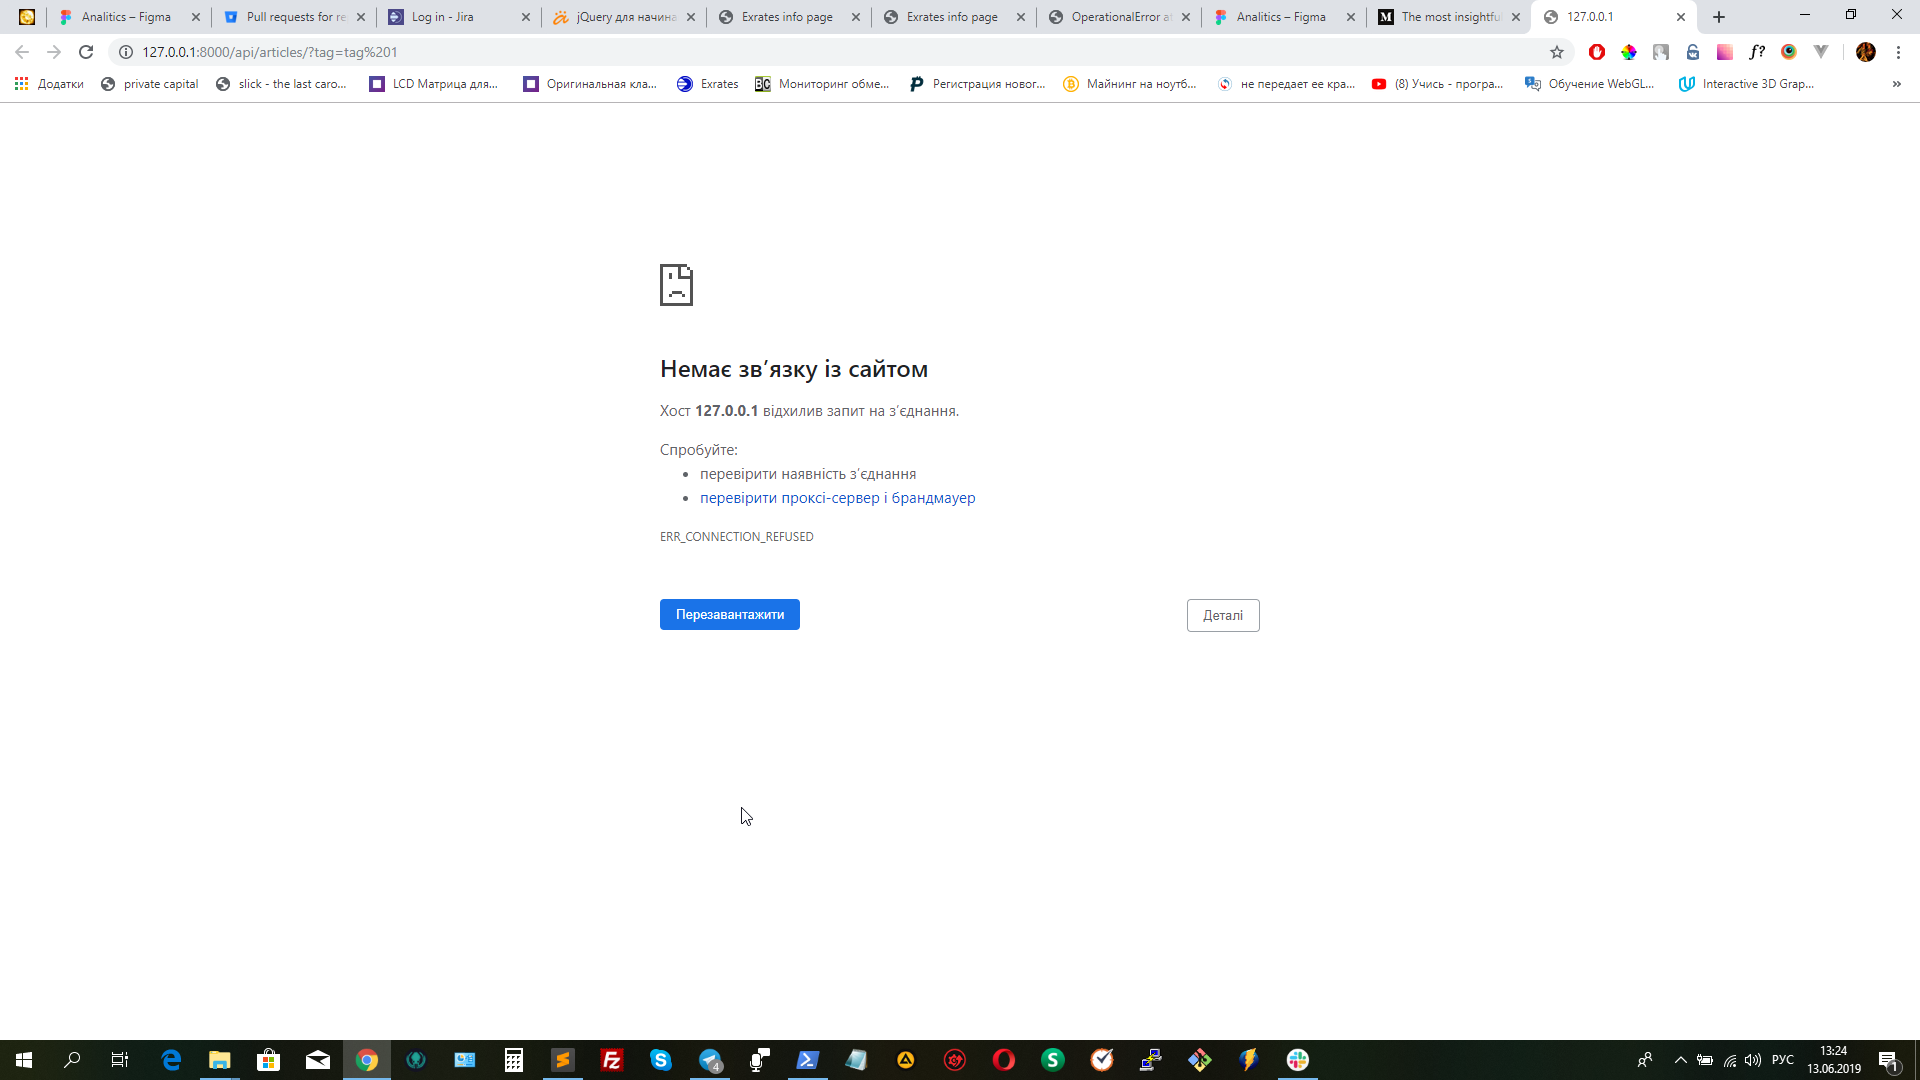 Analitics – Figma
Pull requests for re
Log in - Jira
jQuery для начина
Exrates info page
Exrates info page
OperationalError at
Analitics – Figma
The most insightfu
127.0.0.1
127.0.0.1:8000/api/articles/?tag=tag%201
Додатки
private capital
slick - the last caro...
LCD Матрица для...
Оригинальная кла...
Exrates
Мониторинг обме...
Регистрация новог...
Майнинг на ноутб...
не передает ее кра...
(8) Учись - програ...
Обучение WebGL...
Interactive 3D Grap...
Немає зв’язку із сайтом
Хост 127.0.0.1 відхилив запит на з’єднання.
Спробуйте:
перевірити наявність з’єднання
перевірити проксі-сервер і брандмауер
ERR_CONNECTION_REFUSED
Перезавантажити
Деталі
4
РУС
13:24
13.06.2019
1